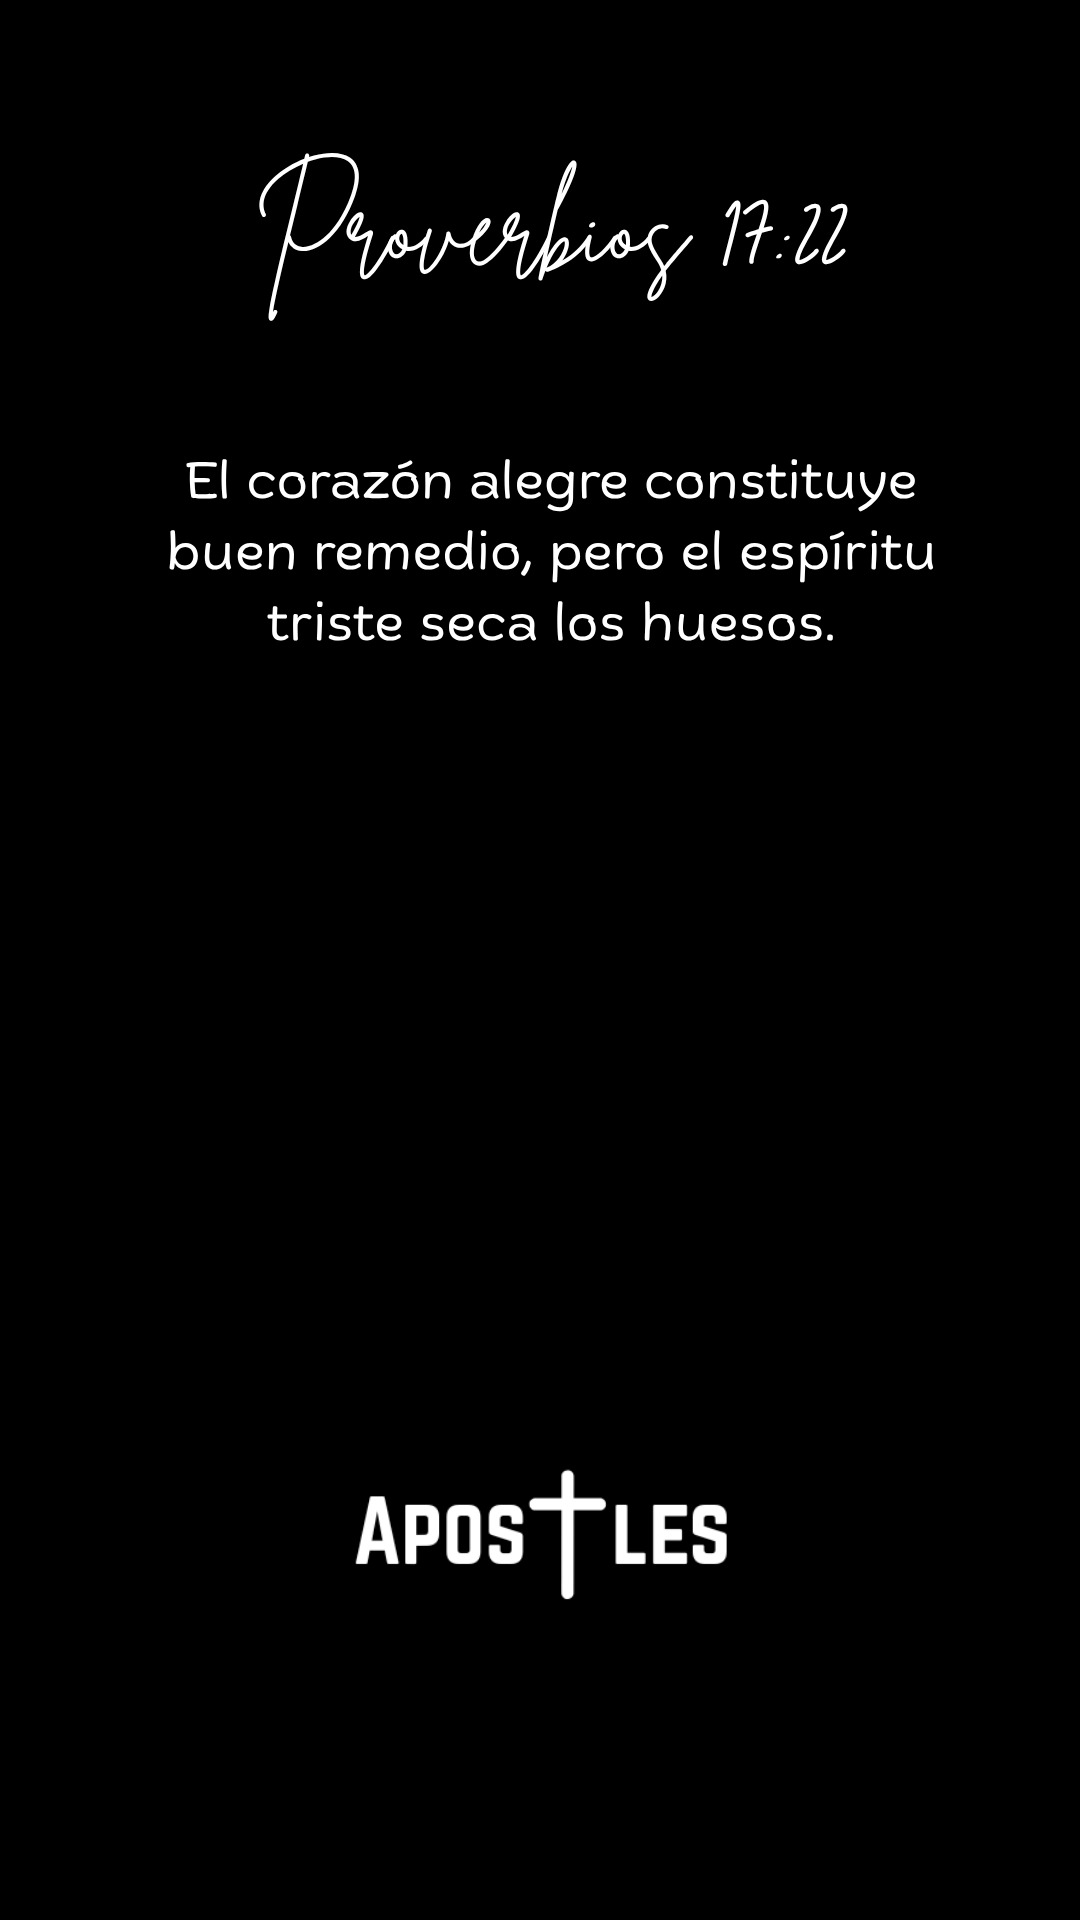 Proverbios 17:22
El corazón alegre constituye
buen remedio, pero el espíritu
triste seca los huesos.
APOSTLES